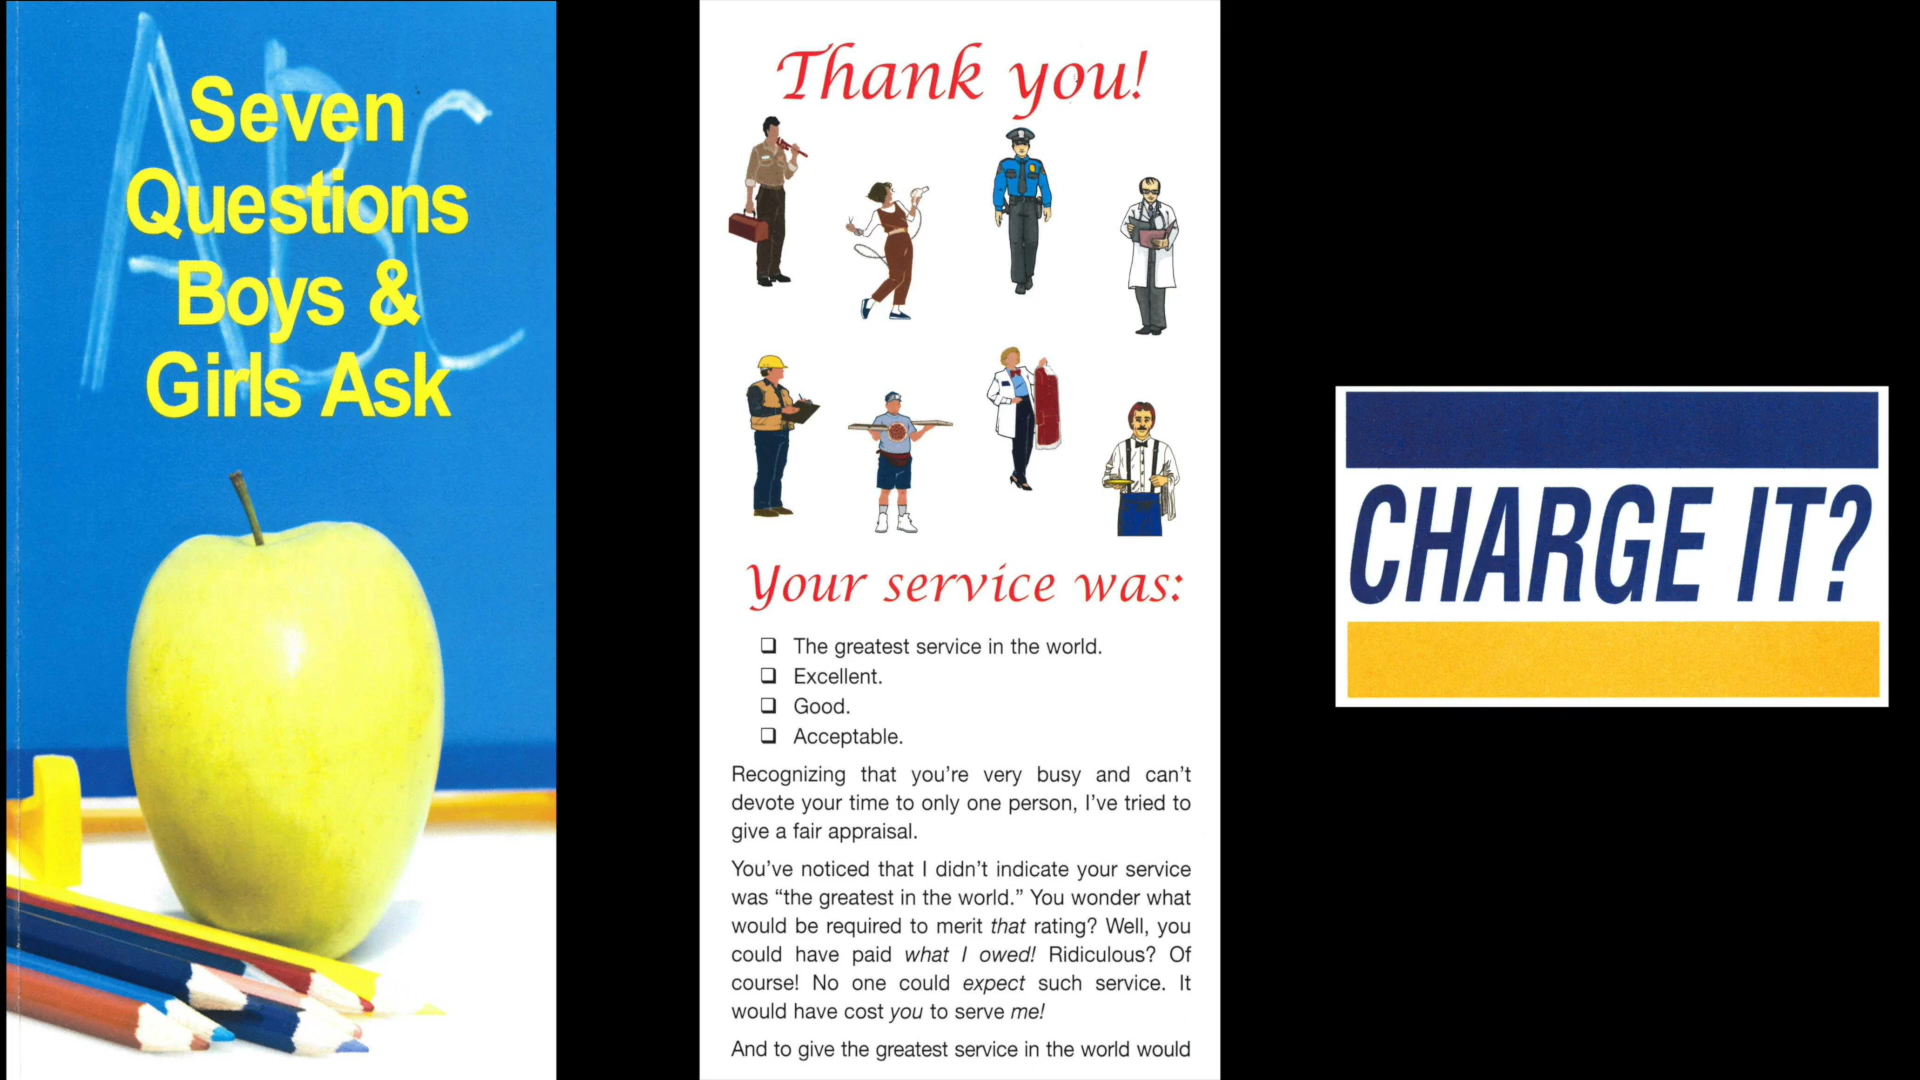 ABC
Seven
Questions
Boys &
Girls Ask
Thank you!
Your service was:
❑ The greatest service in the world.
❑ Excellent.
❑ Good.
❑ Acceptable.
Recognizing that you're very busy and can't
devote your time to only one person, I've tried to
give a fair appraisal.
You've noticed that I didn't indicate your service
was “the greatest in the world.” You wonder what
would be required to merit that rating? Well, you
could have paid what I owed! Ridiculous? Of
course! No one could expect such service. It
would have cost you to serve me!
And to give the greatest service in the world would
CHARGE IT?